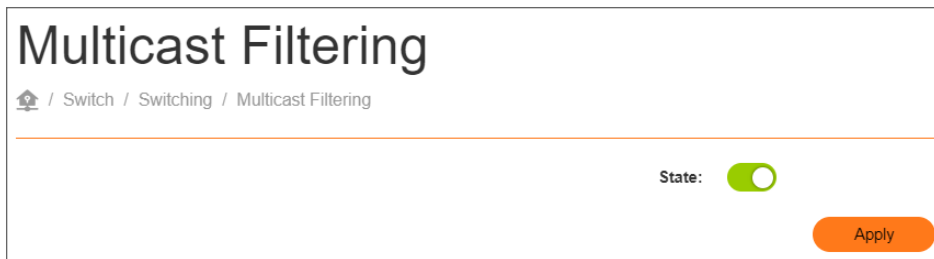 Multicast Filtering
/ Switch / Switching / Multicast Filtering
State:
Apply